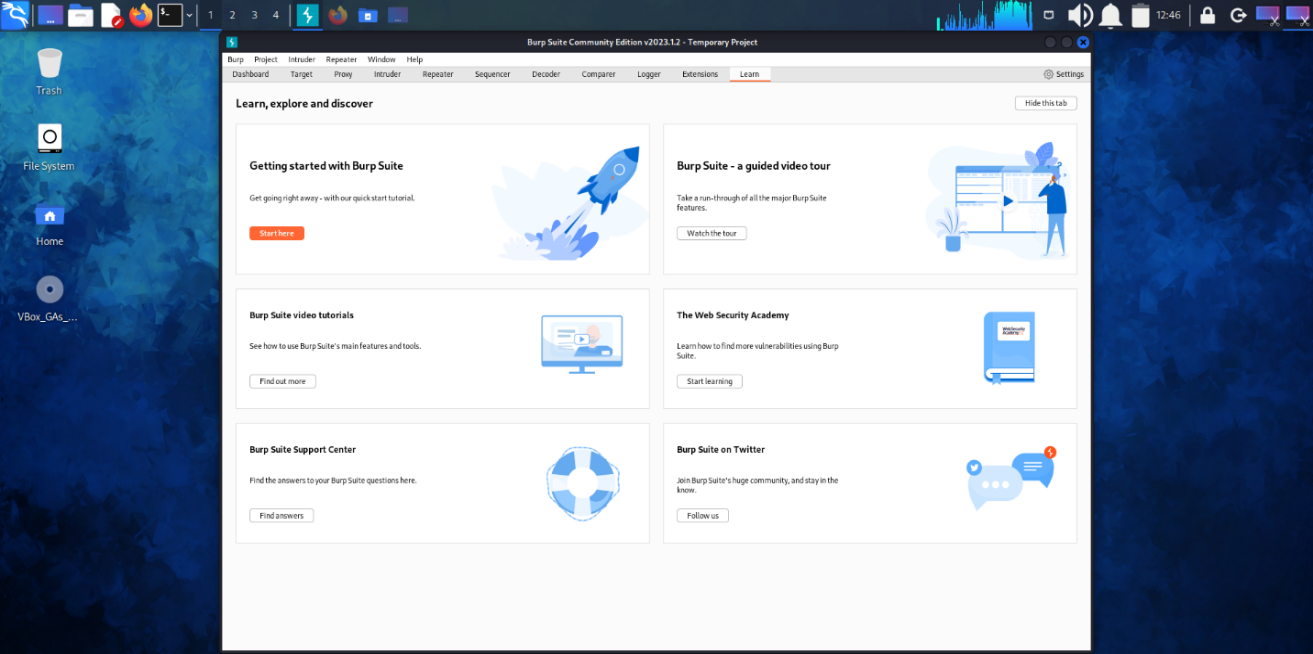 1 2 3 4
12:46
Trash
File System
Home
VBox_GAs_...
Burp Suite Community Edition v2023.1.2 - Temporary Project
Burp Project Intruder Repeater Window Help
Dashboard Target Proxy Intruder Repeater Sequencer Decoder Comparer Logger Extensions Learn Settings
Learn, explore and discover
Hide this tab
Getting started with Burp Suite
Get going right away - with our quick start tutorial.
Start here
Burp Suite - a guided video tour
Take a run-through of all the major Burp Suite
features.
Watch the tour
Burp Suite video tutorials
See how to use Burp Suite's main features and tools.
Find out more
The Web Security Academy
Learn how to find more vulnerabilities using Burp
Suite.
Start learning
WebSecurity
Academy
Burp Suite Support Center
Find the answers to your Burp Suite questions here.
Find answers
Burp Suite on Twitter
Join Burp Suite's huge community, and stay in the
know.
Follow us